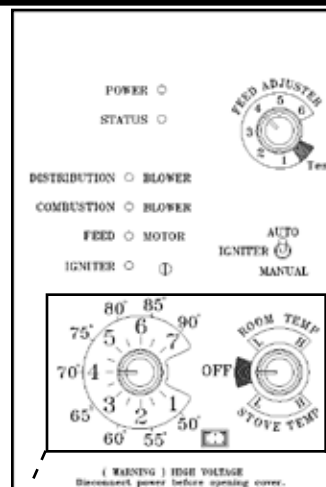 FEED ADJUSTER
1 2 3 4 5 6
Tes
POWER
STATUS
DISTRIBUTION BLOWER
COMBUSTION BLOWER
FEED MOTOR
IGNITER
AUTO
IGNITER
MANUAL
50° 55° 60° 65° 70° 75° 80° 85° 90°
1 2 3 4 5 6 7
ROOM TEMP
L H
OFF
L H
STOVE TEMP
( WARNING ) HIGH VOLTAGE
Disconnect power before opening cover.